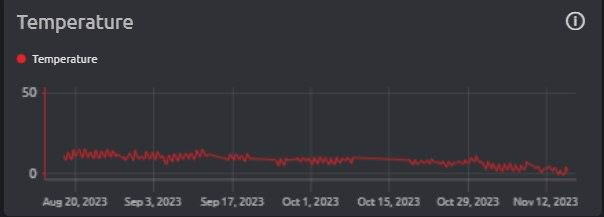 Temperature
Temperature
50
0
Aug 20, 2023 Sep 3, 2023 Sep 17, 2023 Oct 1, 2023 Oct 15, 2023 Oct 29, 2023 Nov 12, 2023